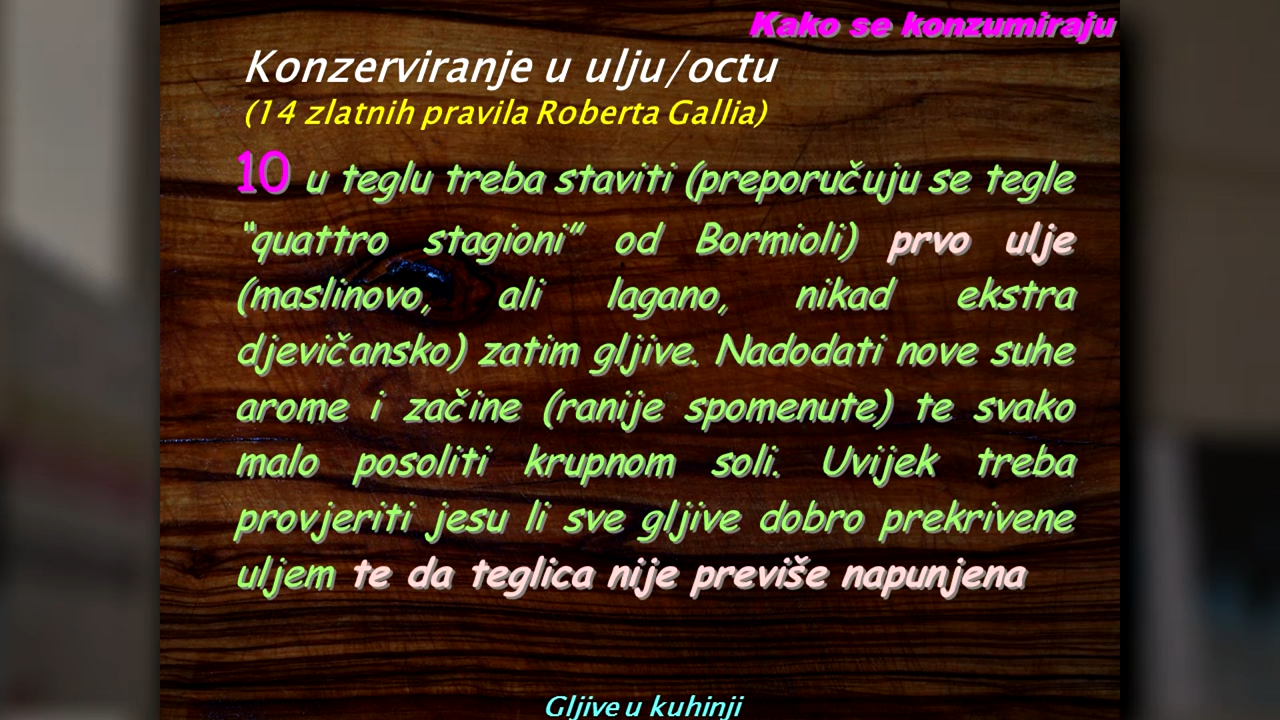 Kako se konzumiraju
Konzerviranje u ulju/octu
(14 zlatnih pravila Roberta Gallia)
10 u teglu treba staviti (preporučuju se tegle
"quattro stagioni" od Bormioli) prvo ulje
(maslinovo, ali lagano, nikad ekstra
djevičansko) zatim gljive. Nadodati nove suhe
arome i začine (ranije spomenute) te svako
malo posoliti krupnom soli. Uvijek treba
provjeriti jesu li sve gljive dobro prekrivene
uljem te da teglica nije previše napunjena
Gljive u kuhinji